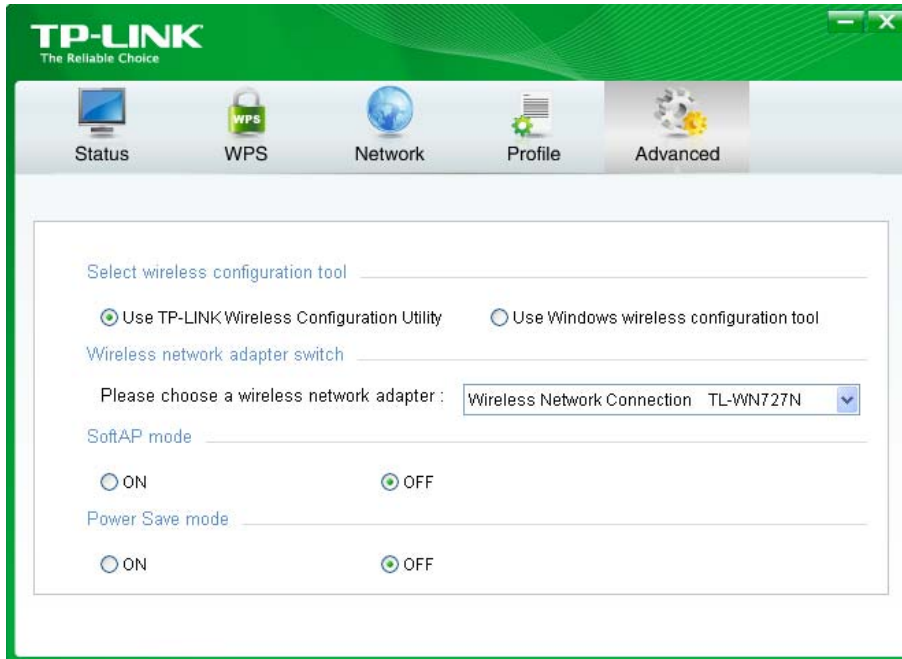 TP-LINK
The Reliable Choice
Status WPS Network Profile Advanced
WPS
Select wireless configuration tool
Use TP-LINK Wireless Configuration Utility Use Windows wireless configuration tool
Wireless network adapter switch
Please choose a wireless network adapter : Wireless Network Connection TL-WN727N
SoftAP mode
ON OFF
Power Save mode
ON OFF